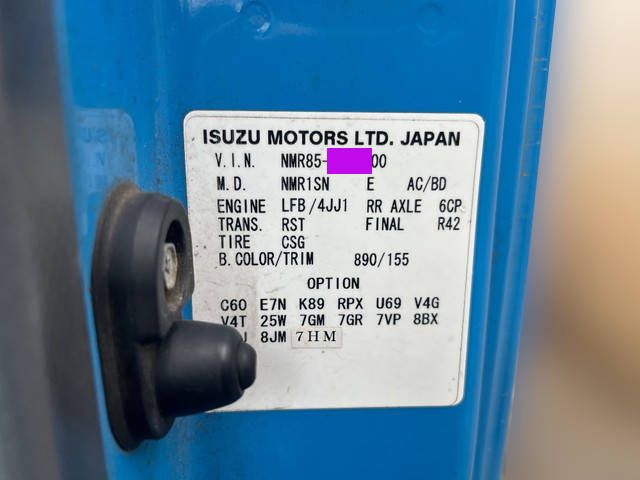 ISUZU MOTORS LTD. JAPAN
V.I.N. NMR85- 00
M.D. NMR1SN E AC/BD
ENGINE LFB/4JJ1 RR AXLE 6CP
TRANS. RST FINAL R42
TIRE CSG
B.COLOR/TRIM 890/155
OPTION
C60 E7N K89 RPX U69 V4G
V4T 25W 7GM 7GR 7VP 8BX
8JM 7HM